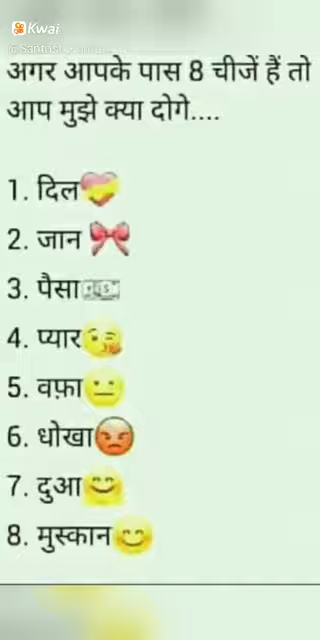 Kwai
अगर आपके पास 8 चीजें हैं तो
आप मुझे क्या दोगे....
1. दिल💝
2. जान🎀
3. पैसा💵
4. प्यार😘
5. वफ़ा😐
6. धोखा😡
7. दुआ🤗
8. मुस्कान😊